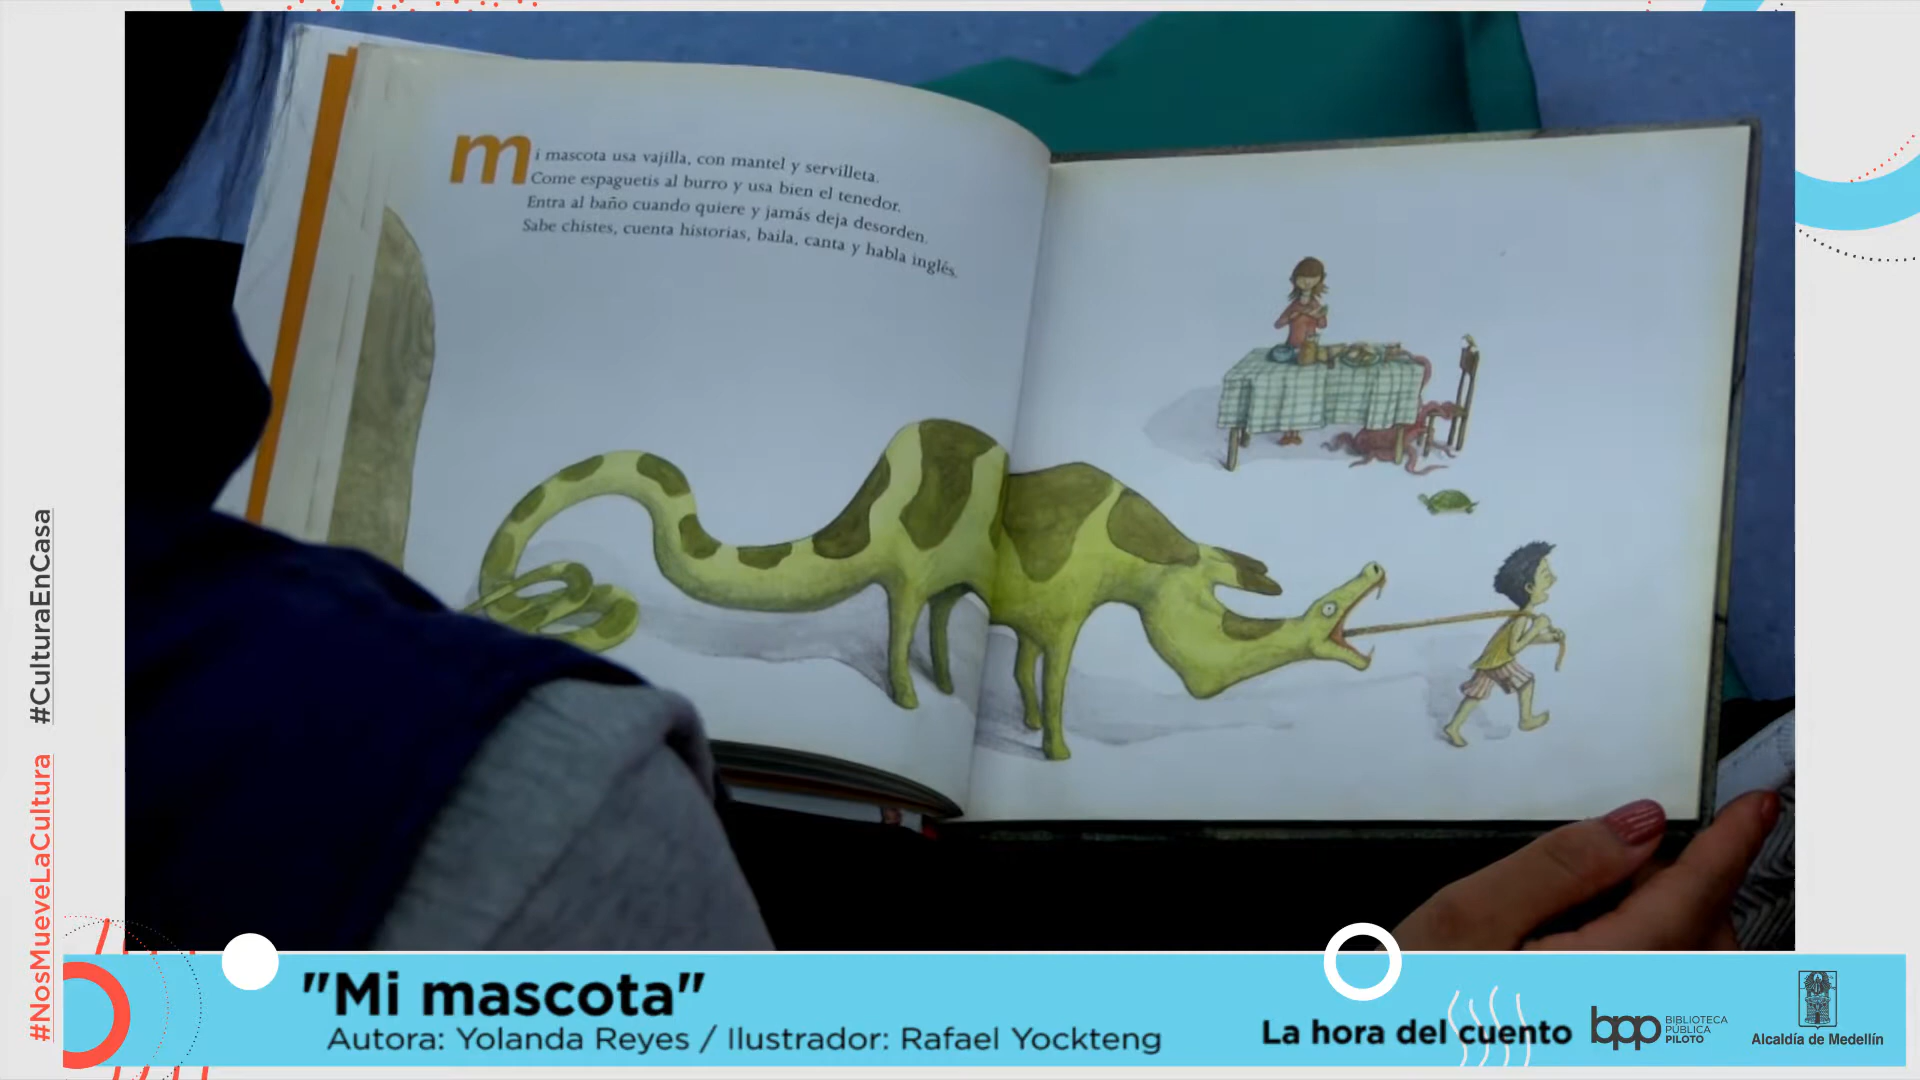 mi mascota usa vajilla, con mantel y servilleta.
Come espaguetis al burro y usa bien el tenedor.
Entra al baño cuando quiere y jamás deja desorden.
Sabe chistes, cuenta historias, baila, canta y habla inglés.
#NosMueveLaCultura #CulturaEnCasa
"Mi mascota"
Autora: Yolanda Reyes / Ilustrador: Rafael Yockteng
La hora del cuento
bpp
BIBLIOTECA
PÚBLICA
PILOTO
Alcaldía de Medellín